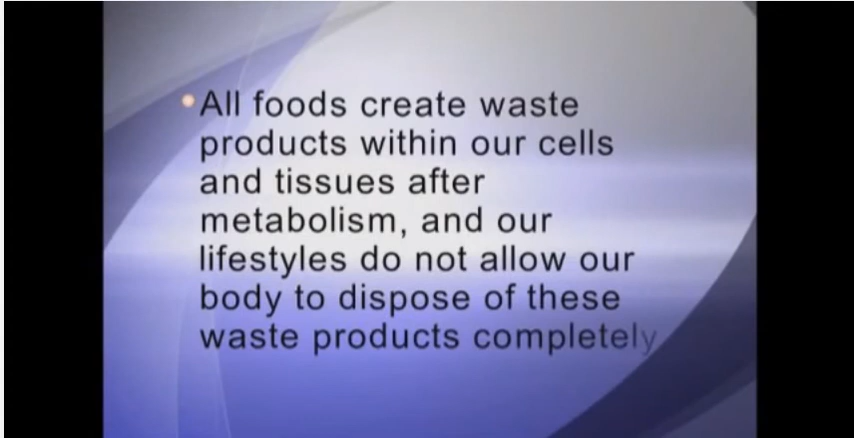 All foods create waste
products within our cells
and tissues after
metabolism, and our
lifestyles do not allow our
body to dispose of these
waste products completely